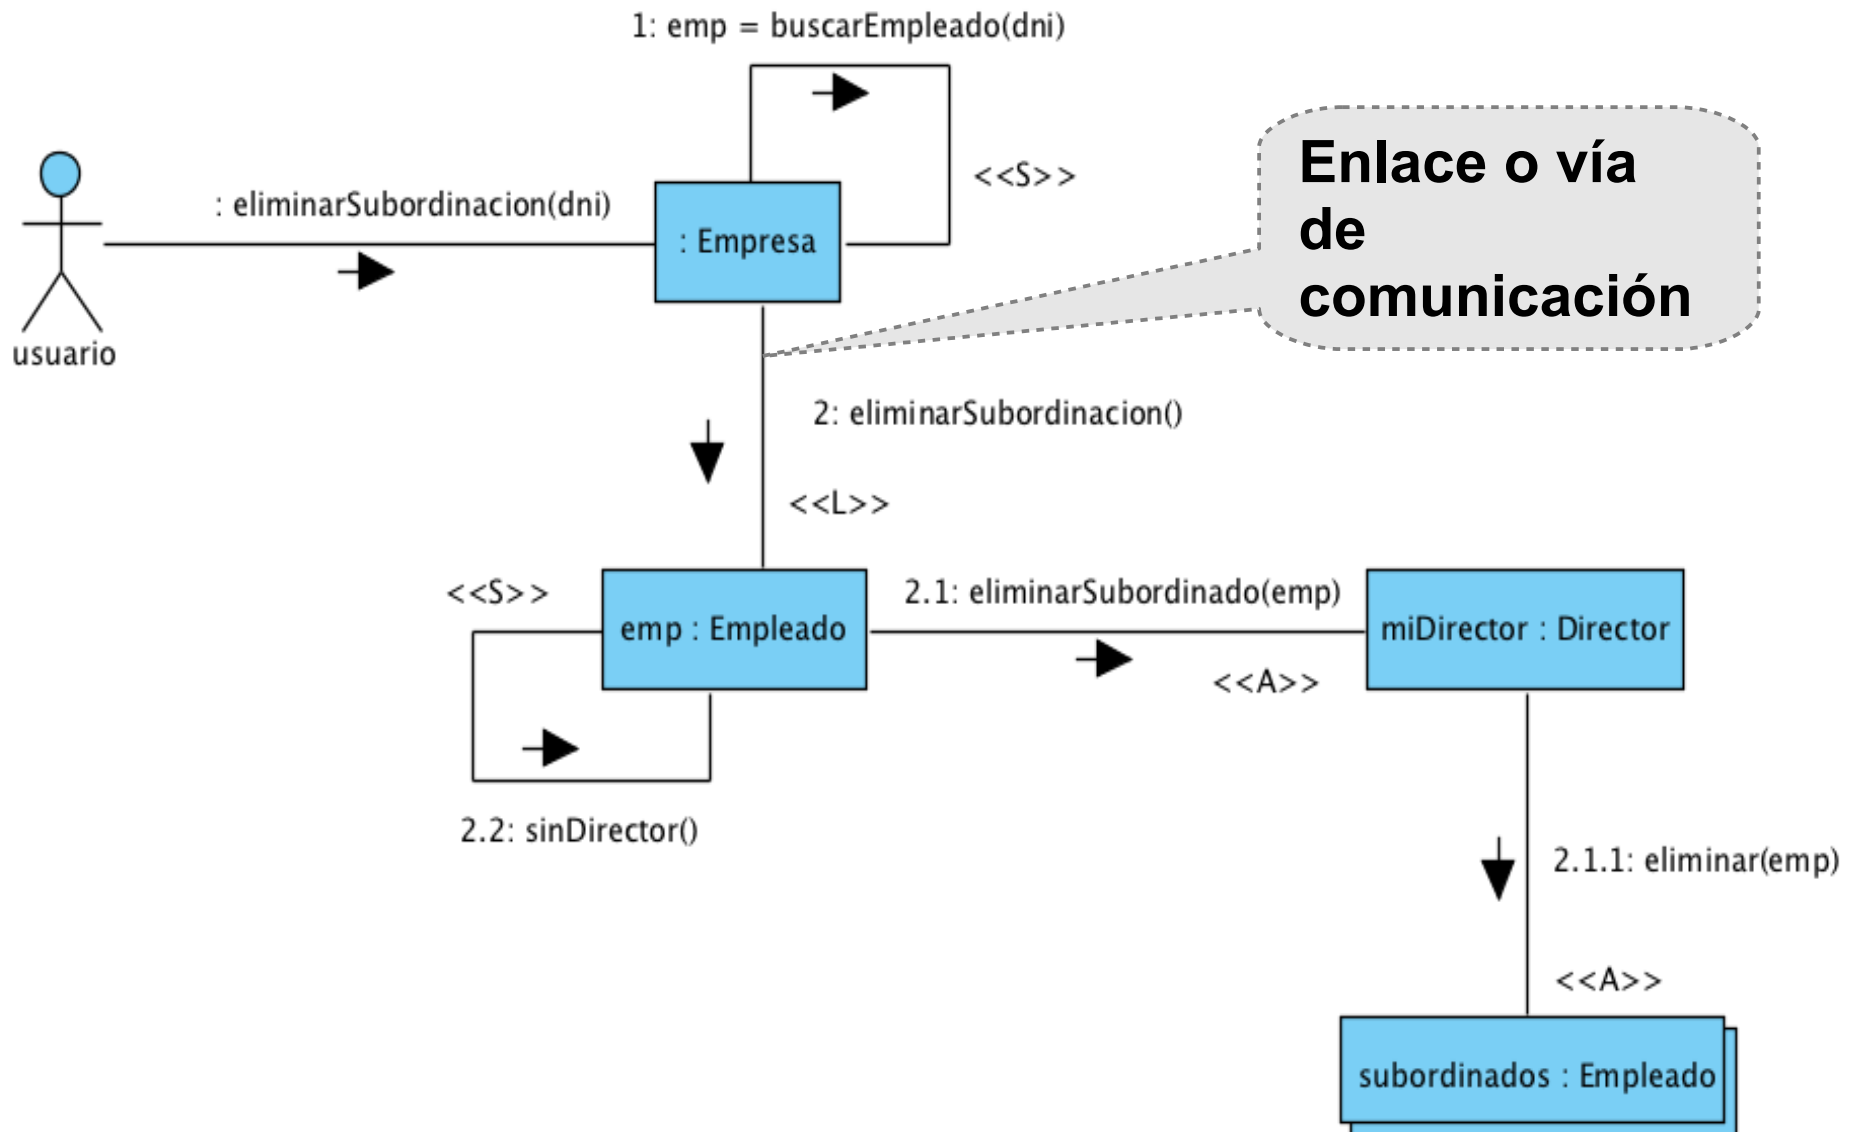 1: emp = buscarEmpleado(dni)
Enlace o vía
de
comunicación
<<S>>
: eliminarSubordinacion(dni)
: Empresa
usuario
2: eliminarSubordinacion()
<<L>>
<<S>>
emp : Empleado
2.1: eliminarSubordinado(emp)
miDirector : Director
<<A>>
2.2: sinDirector()
2.1.1: eliminar(emp)
<<A>>
subordinados : Empleado